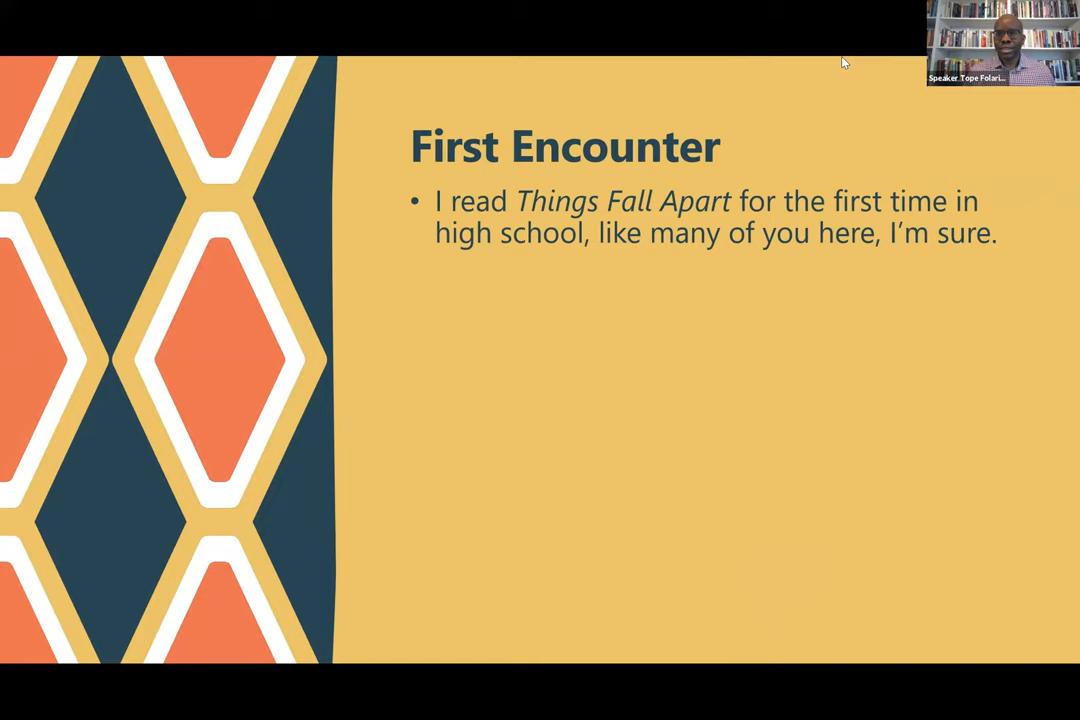 Speaker Tope Folari...
First Encounter
• I read Things Fall Apart for the first time in
high school, like many of you here, I’m sure.